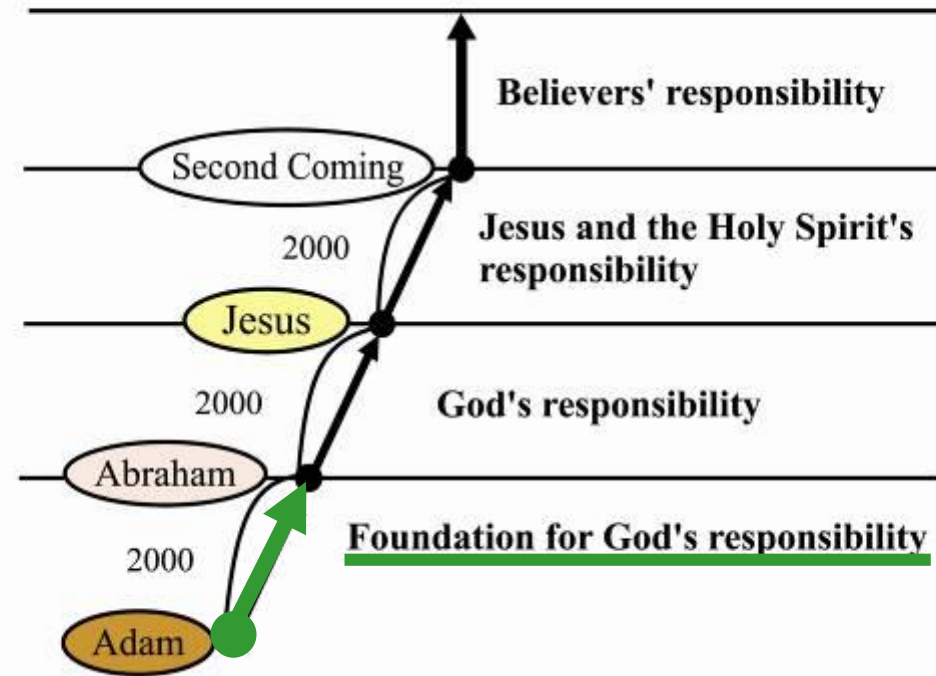 Believers' responsibility
Second Coming
2000
Jesus and the Holy Spirit's
responsibility
Jesus
2000
God's responsibility
Abraham
Foundation for God's responsibility
2000
Adam